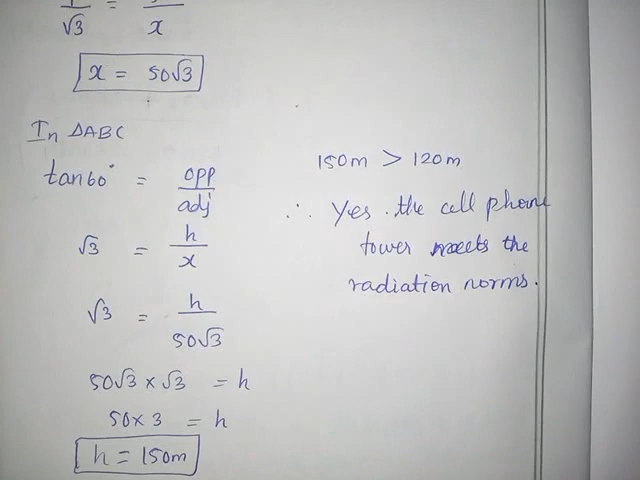 √3 = x
x = 50√3
In ΔABC
tan60° = opp/adj
√3 = h/x
√3 = h/50√3
50√3 × √3 = h
50 × 3 = h
h = 150m
150m > 120m
∴ Yes. the cell phone
tower meets the
radiation norms.